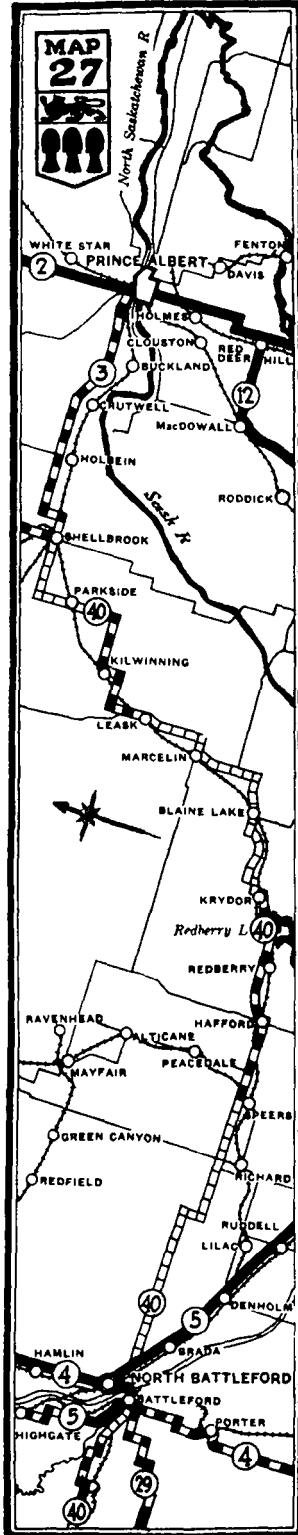 MAP
27
North Saskatchewan R
WHITE STAR
FENTON
PRINCE ALBERT
DAVIS
2
HOLMES
CLOUSTON
RED
DEER
HILL
BUCKLAND
3
12
CRUTWELL
MacDOWALL
HOLBEIN
Sask R
RODDICK
SHELLBROOK
PARKSIDE
40
KILWINNING
LEASK
MARCELIN
BLAINE LAKE
KRYDOR
Redberry L
40
REDBERRY
HAFFORD
RAVENHEAD
ALTICANE
PEACEDALE
MAYFAIR
SPEERS
GREEN CANYON
RICHARD
REDFIELD
RUDDELL
LILAC
DENHOLM
40
5
BRADA
HAMLIN
4
NORTH BATTLEFORD
BATTLEFORD
5
HIGHGATE
PORTER
4
29
40